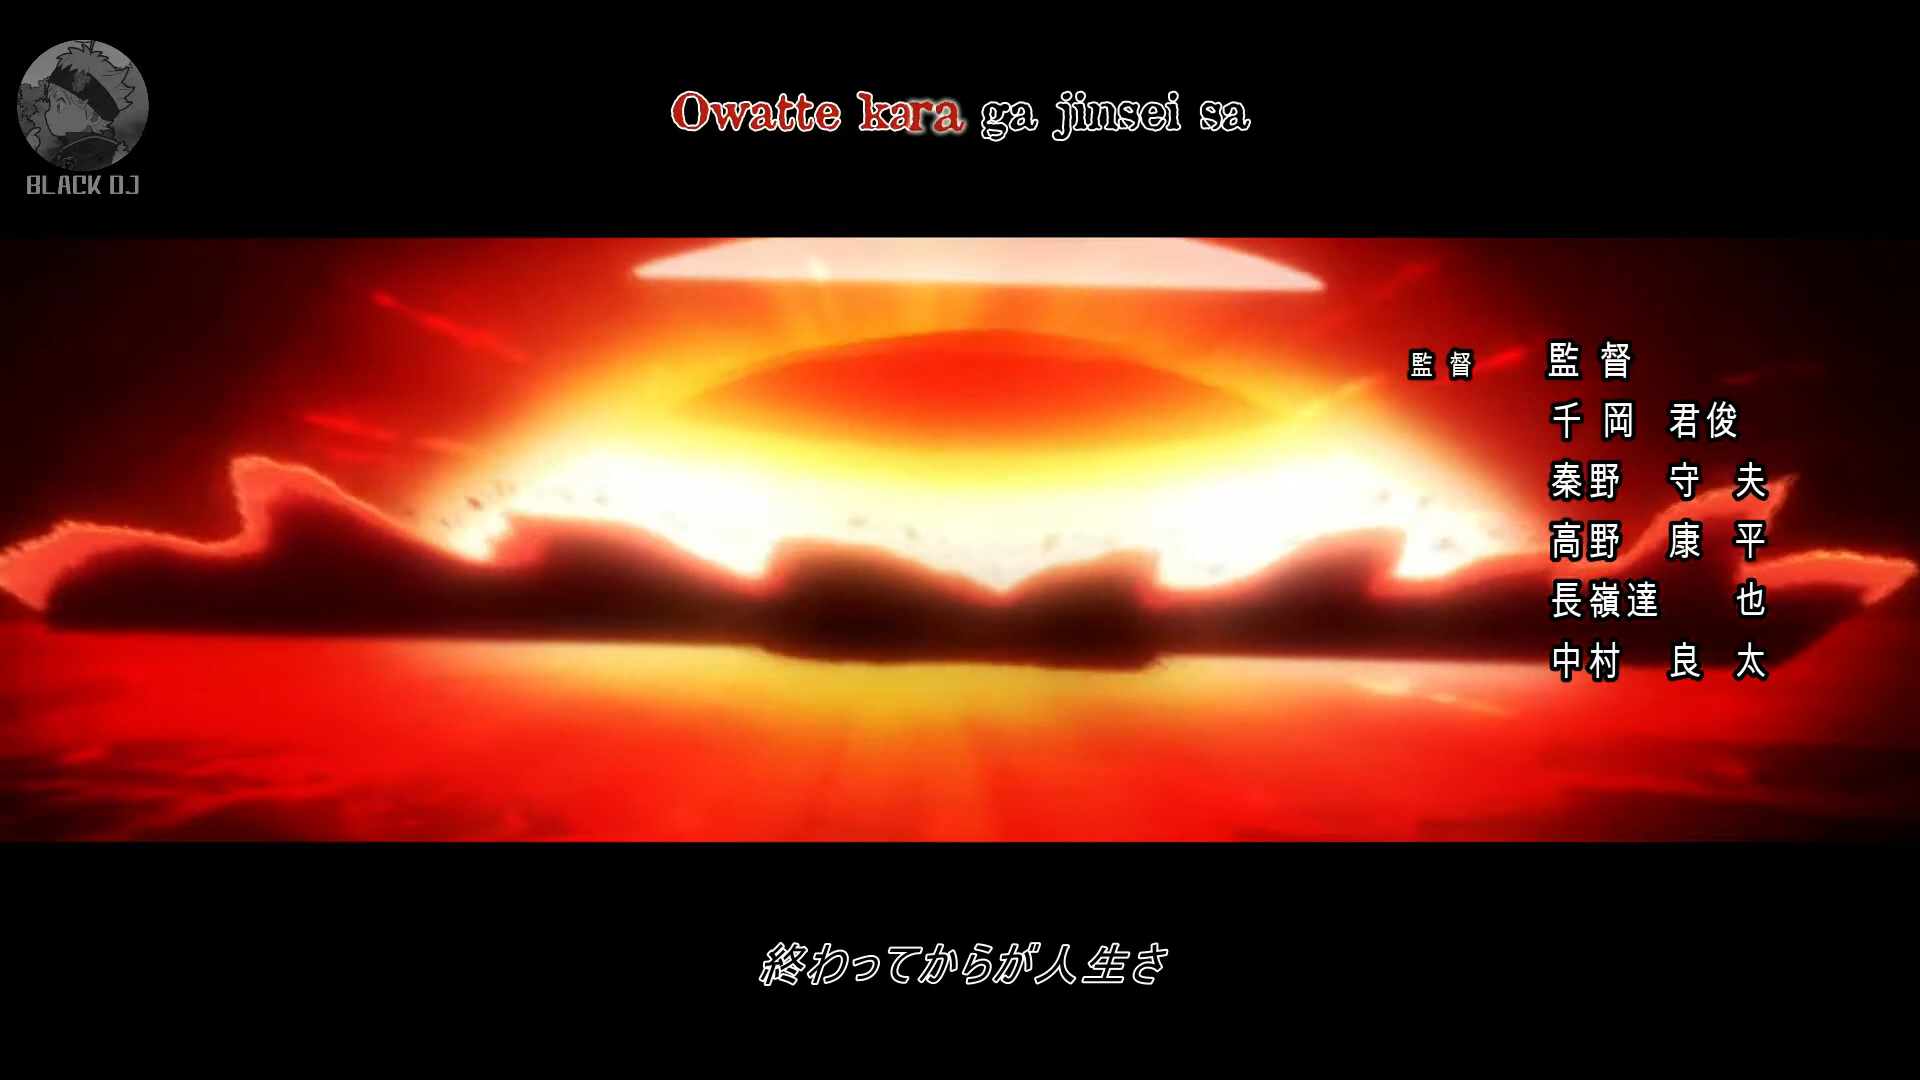 Owatte kara ga jinsei sa
BLACK DJ
監督 監督
千岡 君俊
秦野 守夫
高野 康平
長嶺達也
中村 良太
終わってからが人生さ